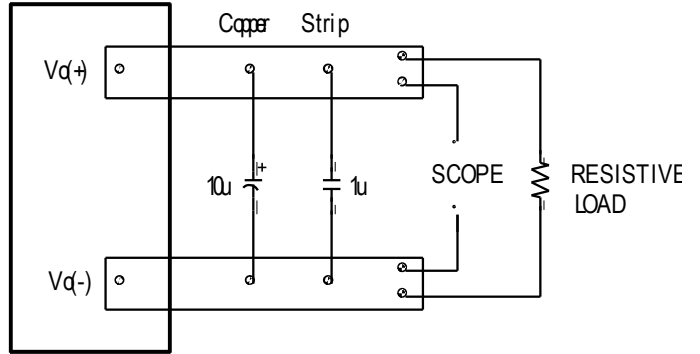 Copper Strip
Vo(+)
10u
+
1u
SCOPE
RESISTIVE
LOAD
Vo(-)